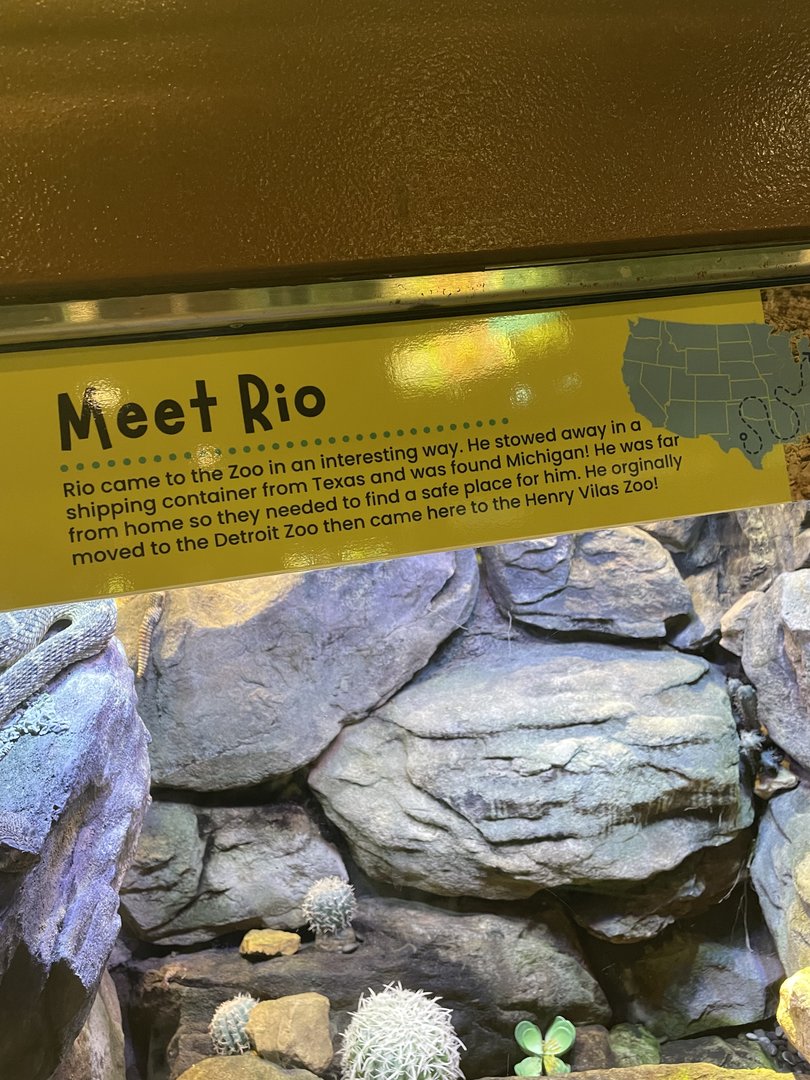 Meet Rio
Rio came to the Zoo in an interesting way. He stowed away in a
shipping container from Texas and was found Michigan! He was far
from home so they needed to find a safe place for him. He orginally
moved to the Detroit Zoo then came here to the Henry Vilas Zoo!